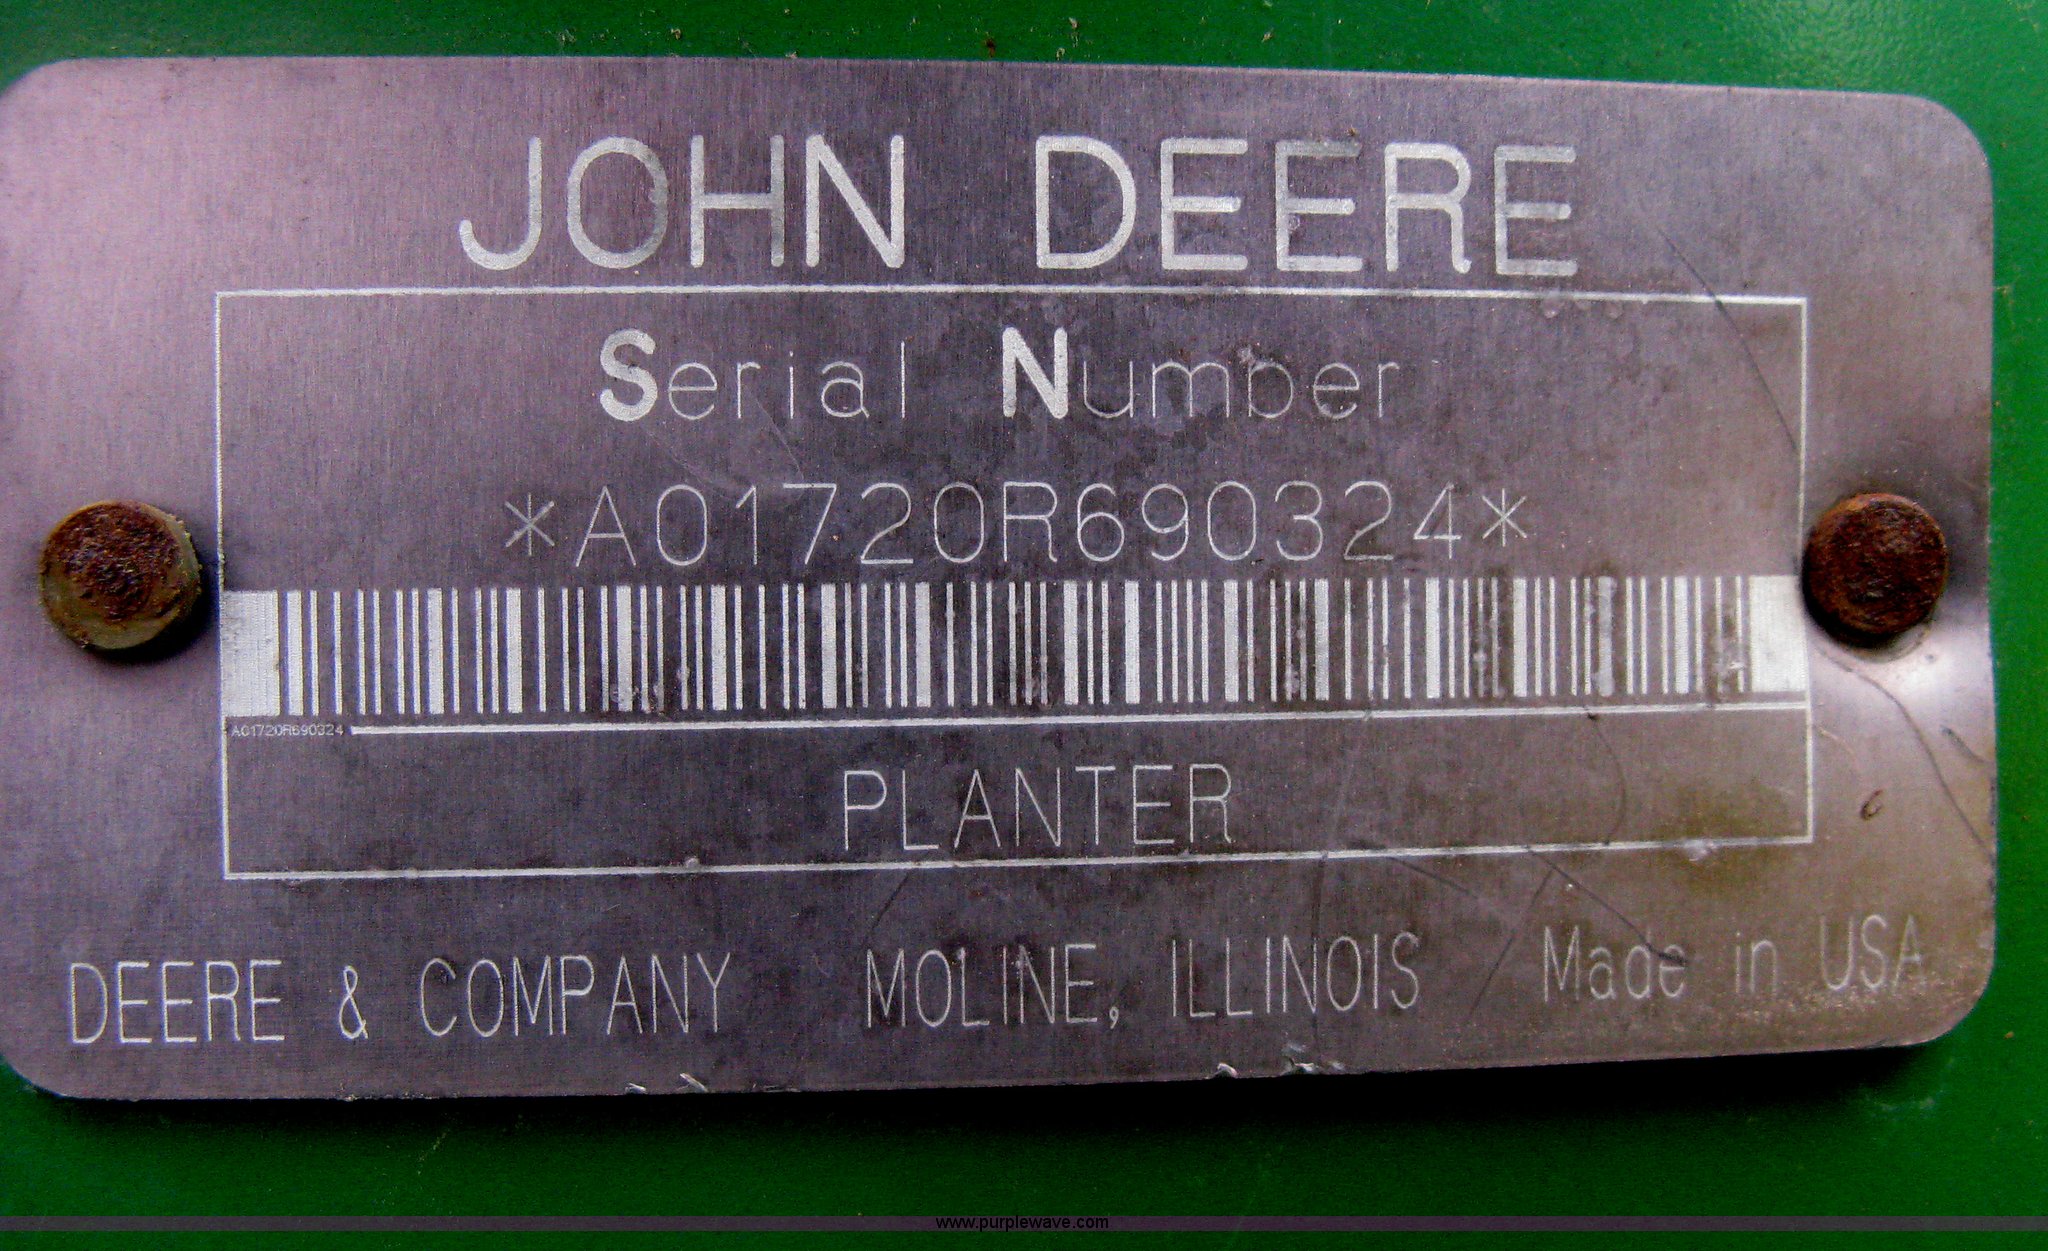 JOHN DEERE
Serial Number
*A01720R690324*
A01720R690324
PLANTER
DEERE & COMPANY MOLINE, ILLINOIS Made in USA
www.purplewave.com